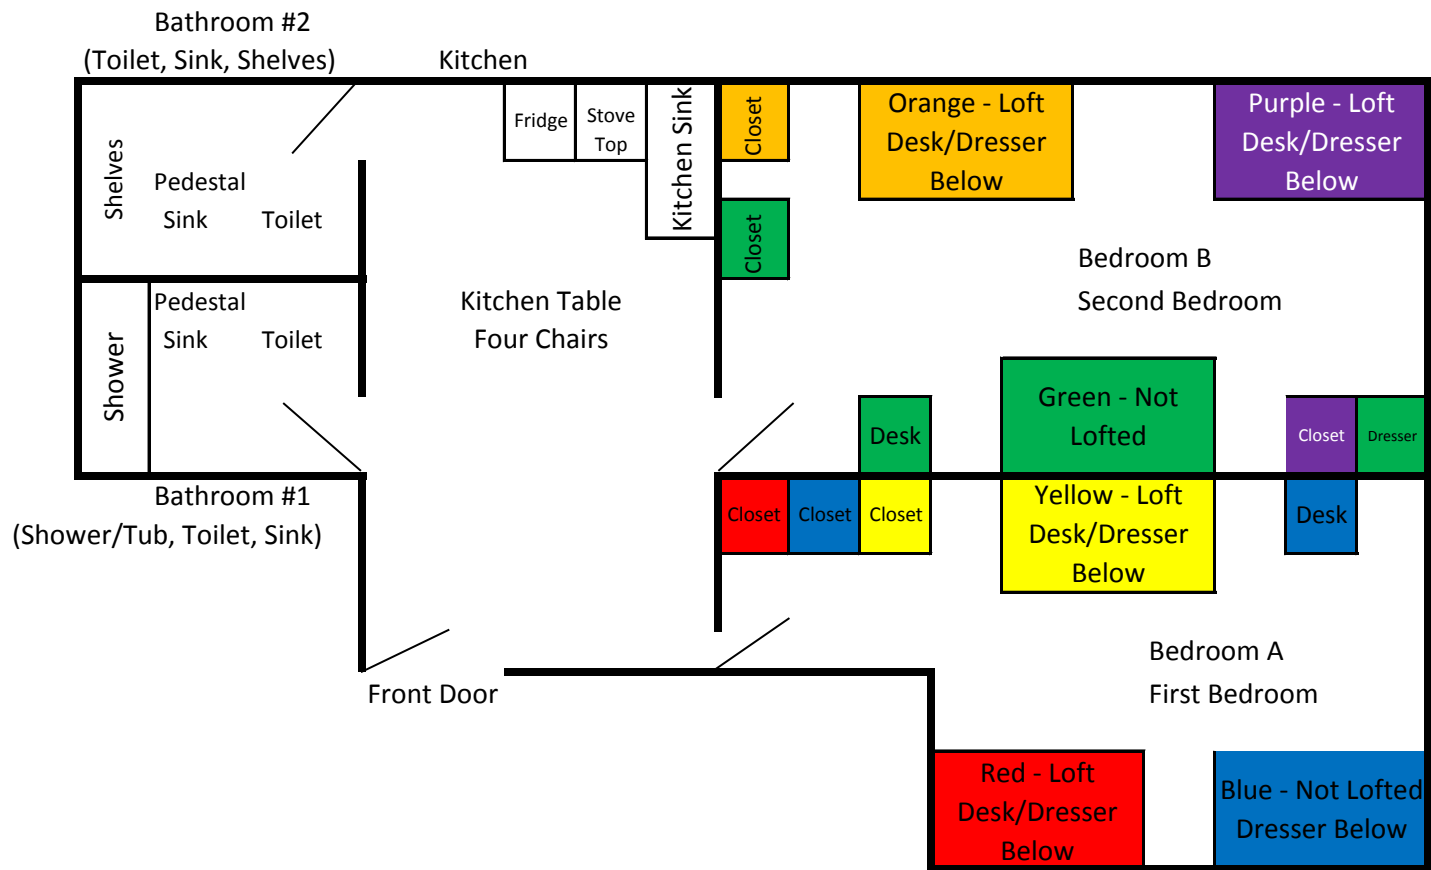 Bathroom #2
(Toilet, Sink, Shelves)
Kitchen
Shelves
Pedestal
Sink
Toilet
Fridge
Stove
Top
Kitchen Sink
Closet
Orange - Loft
Desk/Dresser
Below
Purple - Loft
Desk/Dresser
Below
Closet
Bedroom B
Second Bedroom
Shower
Pedestal
Sink
Toilet
Kitchen Table
Four Chairs
Desk
Green - Not
Lofted
Closet
Dresser
Bathroom #1
(Shower/Tub, Toilet, Sink)
Closet
Closet
Closet
Yellow - Loft
Desk/Dresser
Below
Desk
Bedroom A
First Bedroom
Front Door
Red - Loft
Desk/Dresser
Below
Blue - Not Lofted
Dresser Below